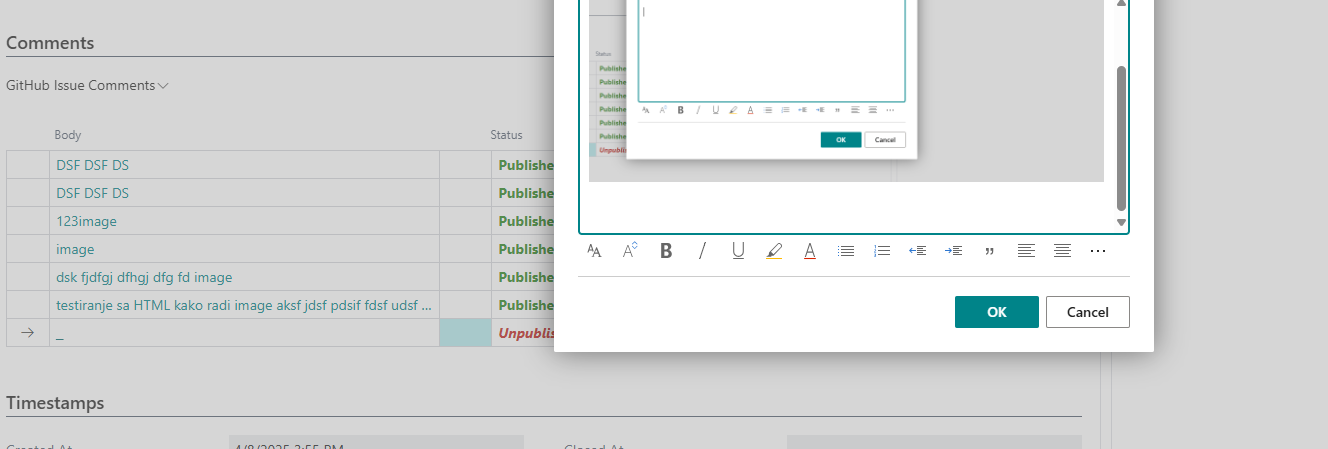 Comments
GitHub Issue Comments
Body Status
DSF DSF DS Publishe
DSF DSF DS Publishe
123image Publishe
image Publishe
dsk fjdfgj dfhgj dfg fd image Publishe
testiranje sa HTML kako radi image aksf jdsf pdsif fdsf udsf ... Publishe
_ Unpublis
Timestamps
Created At 4/8/2025 3:55 PM Closed At
Status
Publishe
Publishe
Publishe
Publishe
Publishe
Publishe
Unpublis
OK Cancel
OK Cancel